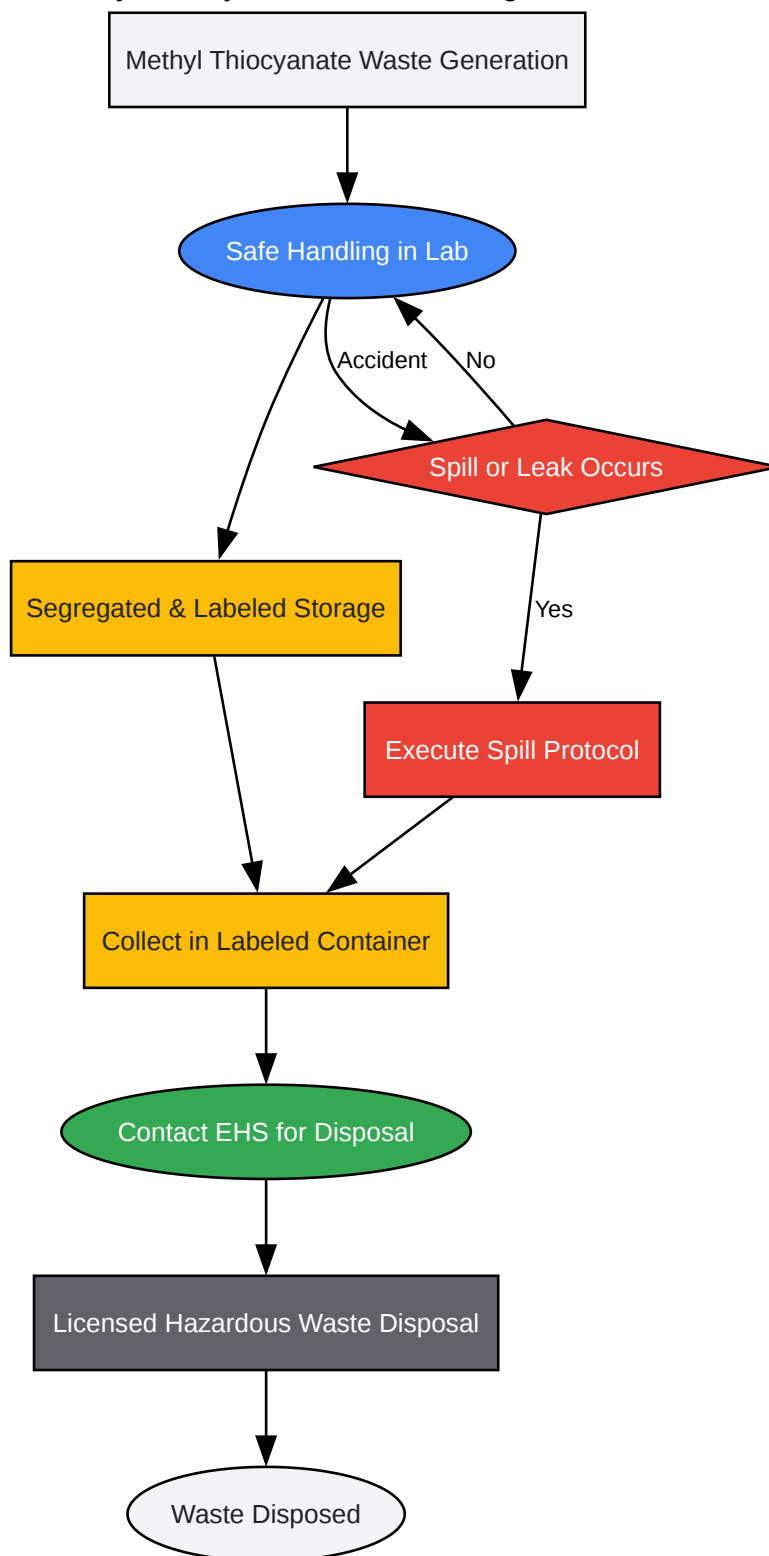 Methyl Thiocyanate Waste Generation
Safe Handling in Lab
Accident
No
Spill or Leak Occurs
Segregated & Labeled Storage
Yes
Execute Spill Protocol
Collect in Labeled Container
Contact EHS for Disposal
Licensed Hazardous Waste Disposal
Waste Disposed